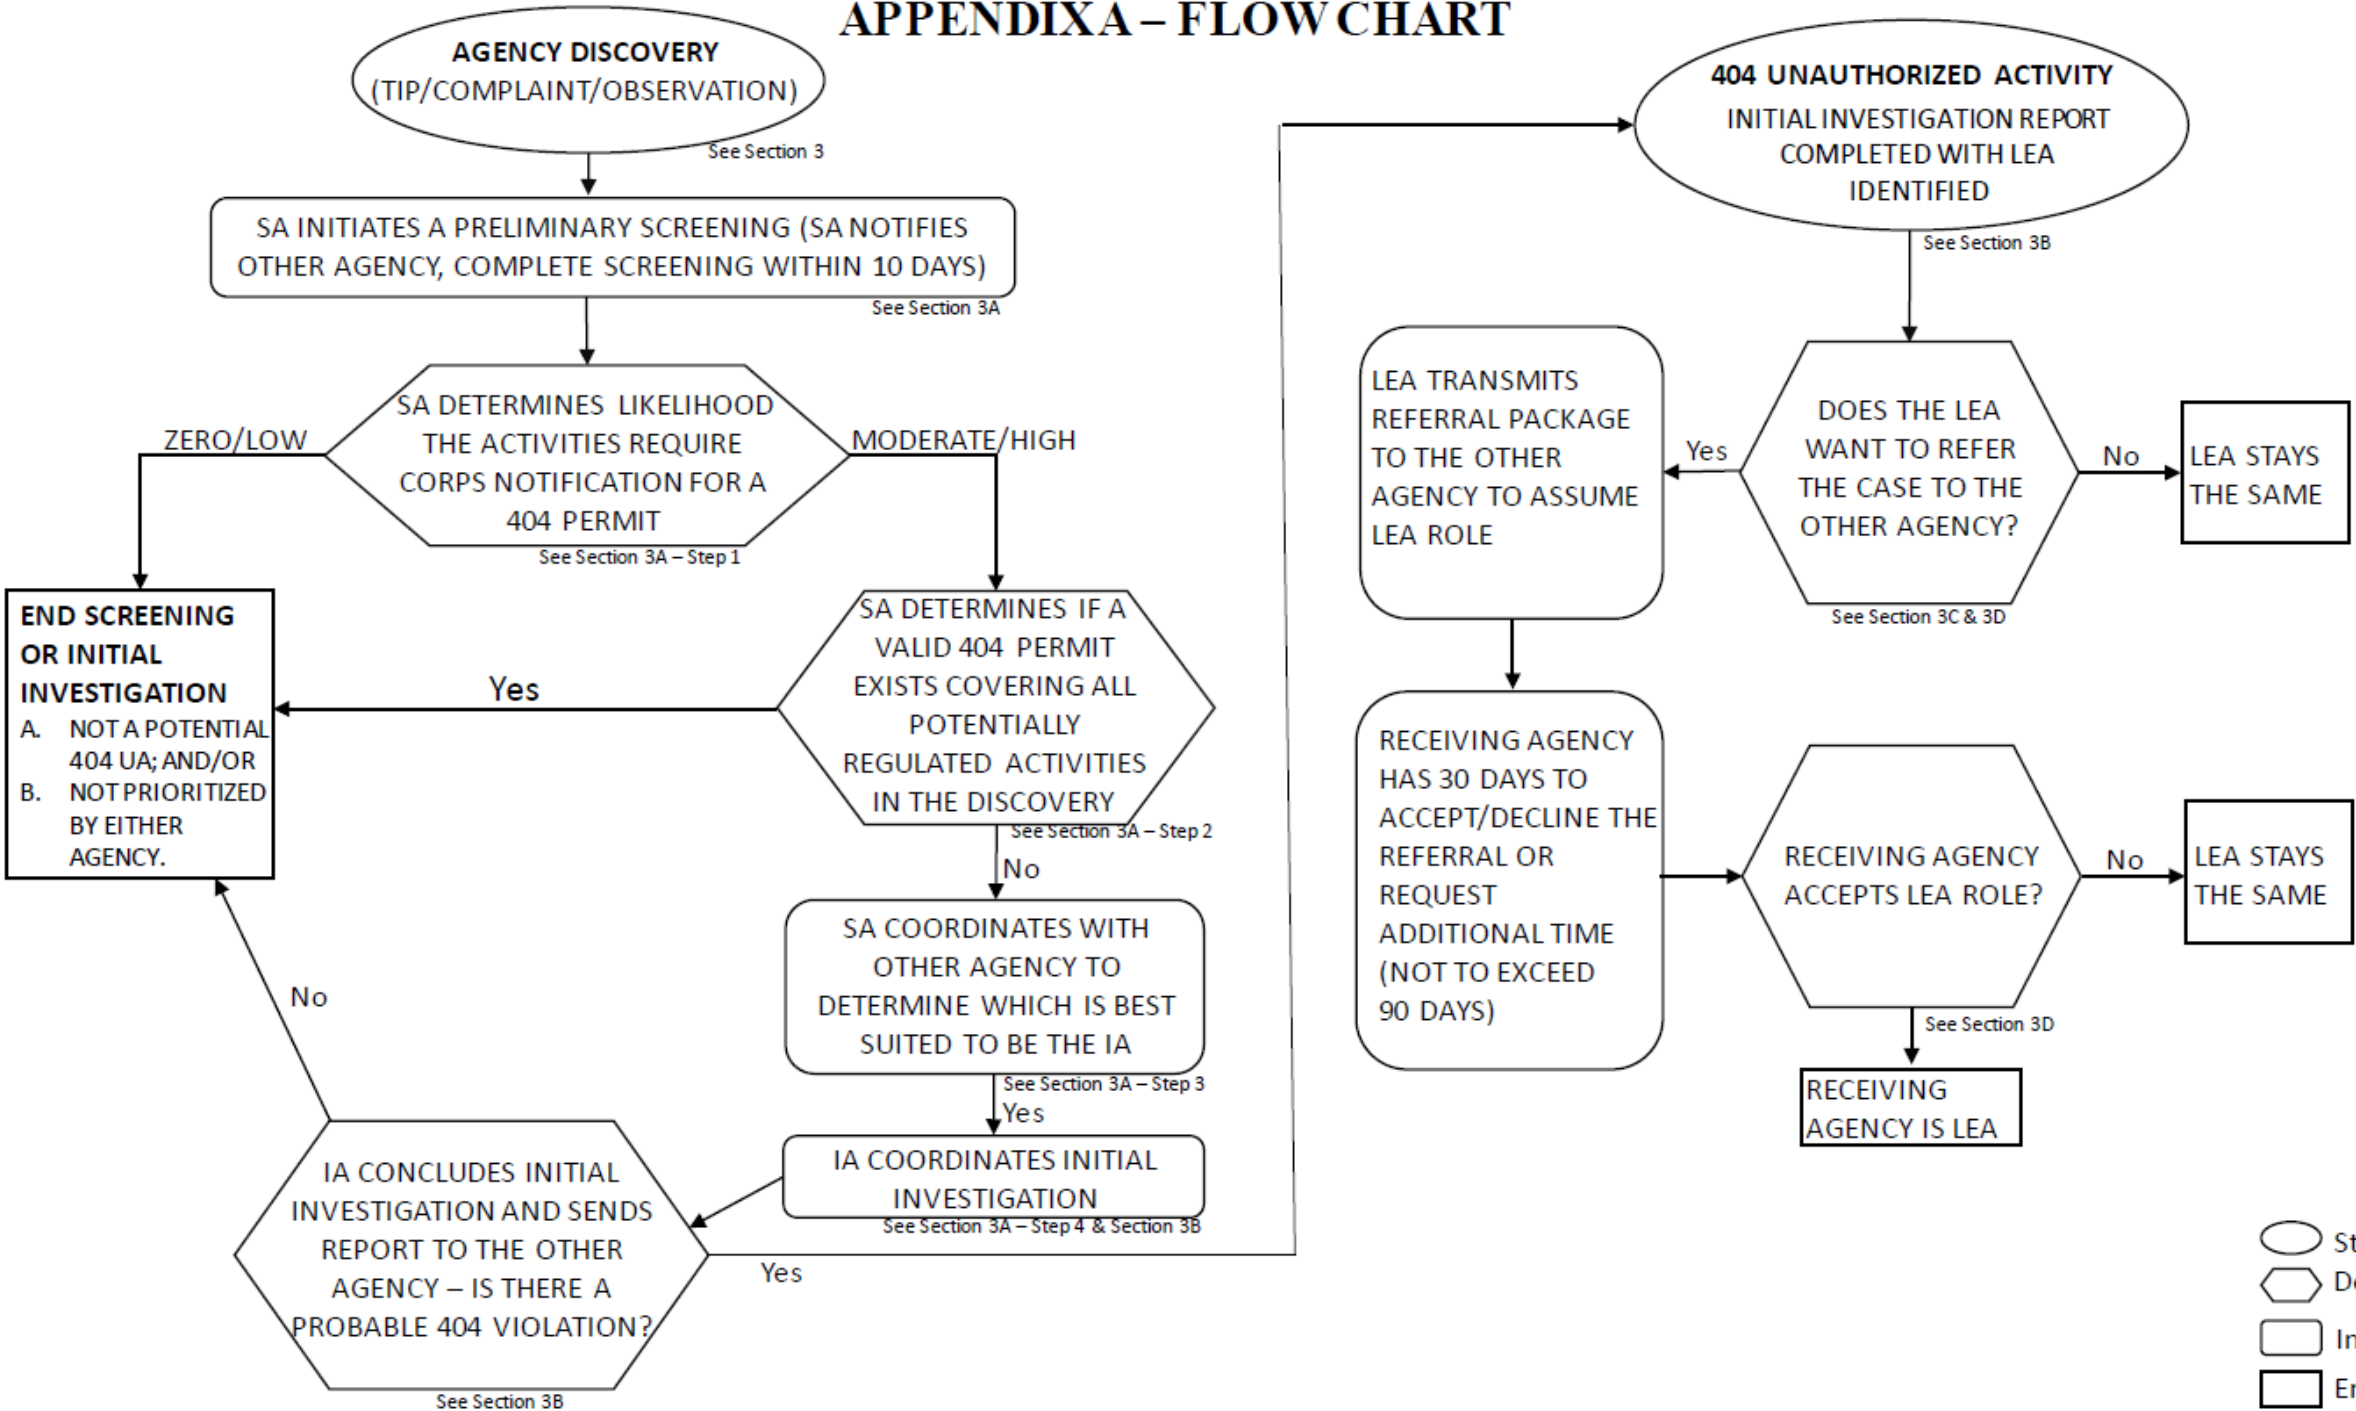 APPENDIX A – FLOW CHART
AGENCY DISCOVERY
(TIP/COMPLAINT/OBSERVATION)
See Section 3
SA INITIATES A PRELIMINARY SCREENING (SA NOTIFIES
OTHER AGENCY, COMPLETE SCREENING WITHIN 10 DAYS)
See Section 3A
SA DETERMINES LIKELIHOOD
THE ACTIVITIES REQUIRE
CORPS NOTIFICATION FOR A
404 PERMIT
See Section 3A – Step 1
ZERO/LOW
MODERATE/HIGH
END SCREENING
OR INITIAL
INVESTIGATION
A. NOT A POTENTIAL
404 UA; AND/OR
B. NOT PRIORITIZED
BY EITHER
AGENCY.
Yes
SA DETERMINES IF A
VALID 404 PERMIT
EXISTS COVERING ALL
POTENTIALLY
REGULATED ACTIVITIES
IN THE DISCOVERY
See Section 3A – Step 2
No
SA COORDINATES WITH
OTHER AGENCY TO
DETERMINE WHICH IS BEST
SUITED TO BE THE IA
See Section 3A – Step 3
Yes
IA COORDINATES INITIAL
INVESTIGATION
See Section 3A – Step 4 & Section 3B
No
IA CONCLUDES INITIAL
INVESTIGATION AND SENDS
REPORT TO THE OTHER
AGENCY – IS THERE A
PROBABLE 404 VIOLATION?
See Section 3B
Yes
404 UNAUTHORIZED ACTIVITY
INITIAL INVESTIGATION REPORT
COMPLETED WITH LEA
IDENTIFIED
See Section 3B
DOES THE LEA
WANT TO REFER
THE CASE TO THE
OTHER AGENCY?
See Section 3C & 3D
No
LEA STAYS
THE SAME
Yes
LEA TRANSMITS
REFERRAL PACKAGE
TO THE OTHER
AGENCY TO ASSUME
LEA ROLE
RECEIVING AGENCY
HAS 30 DAYS TO
ACCEPT/DECLINE THE
REFERRAL OR
REQUEST
ADDITIONAL TIME
(NOT TO EXCEED
90 DAYS)
RECEIVING AGENCY
ACCEPTS LEA ROLE?
See Section 3D
No
LEA STAYS
THE SAME
RECEIVING
AGENCY IS LEA